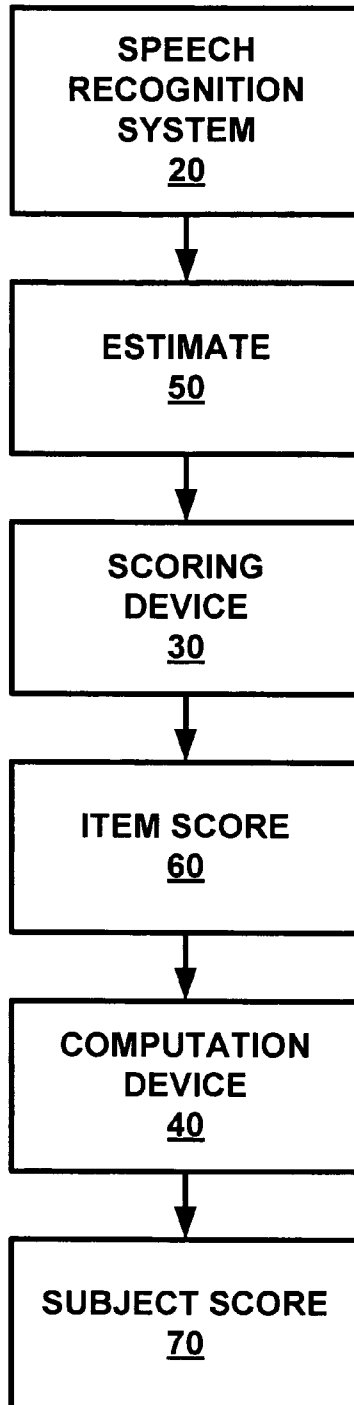 SPEECH
RECOGNITION
SYSTEM
20
ESTIMATE
50
SCORING
DEVICE
30
ITEM SCORE
60
COMPUTATION
DEVICE
40
SUBJECT SCORE
70